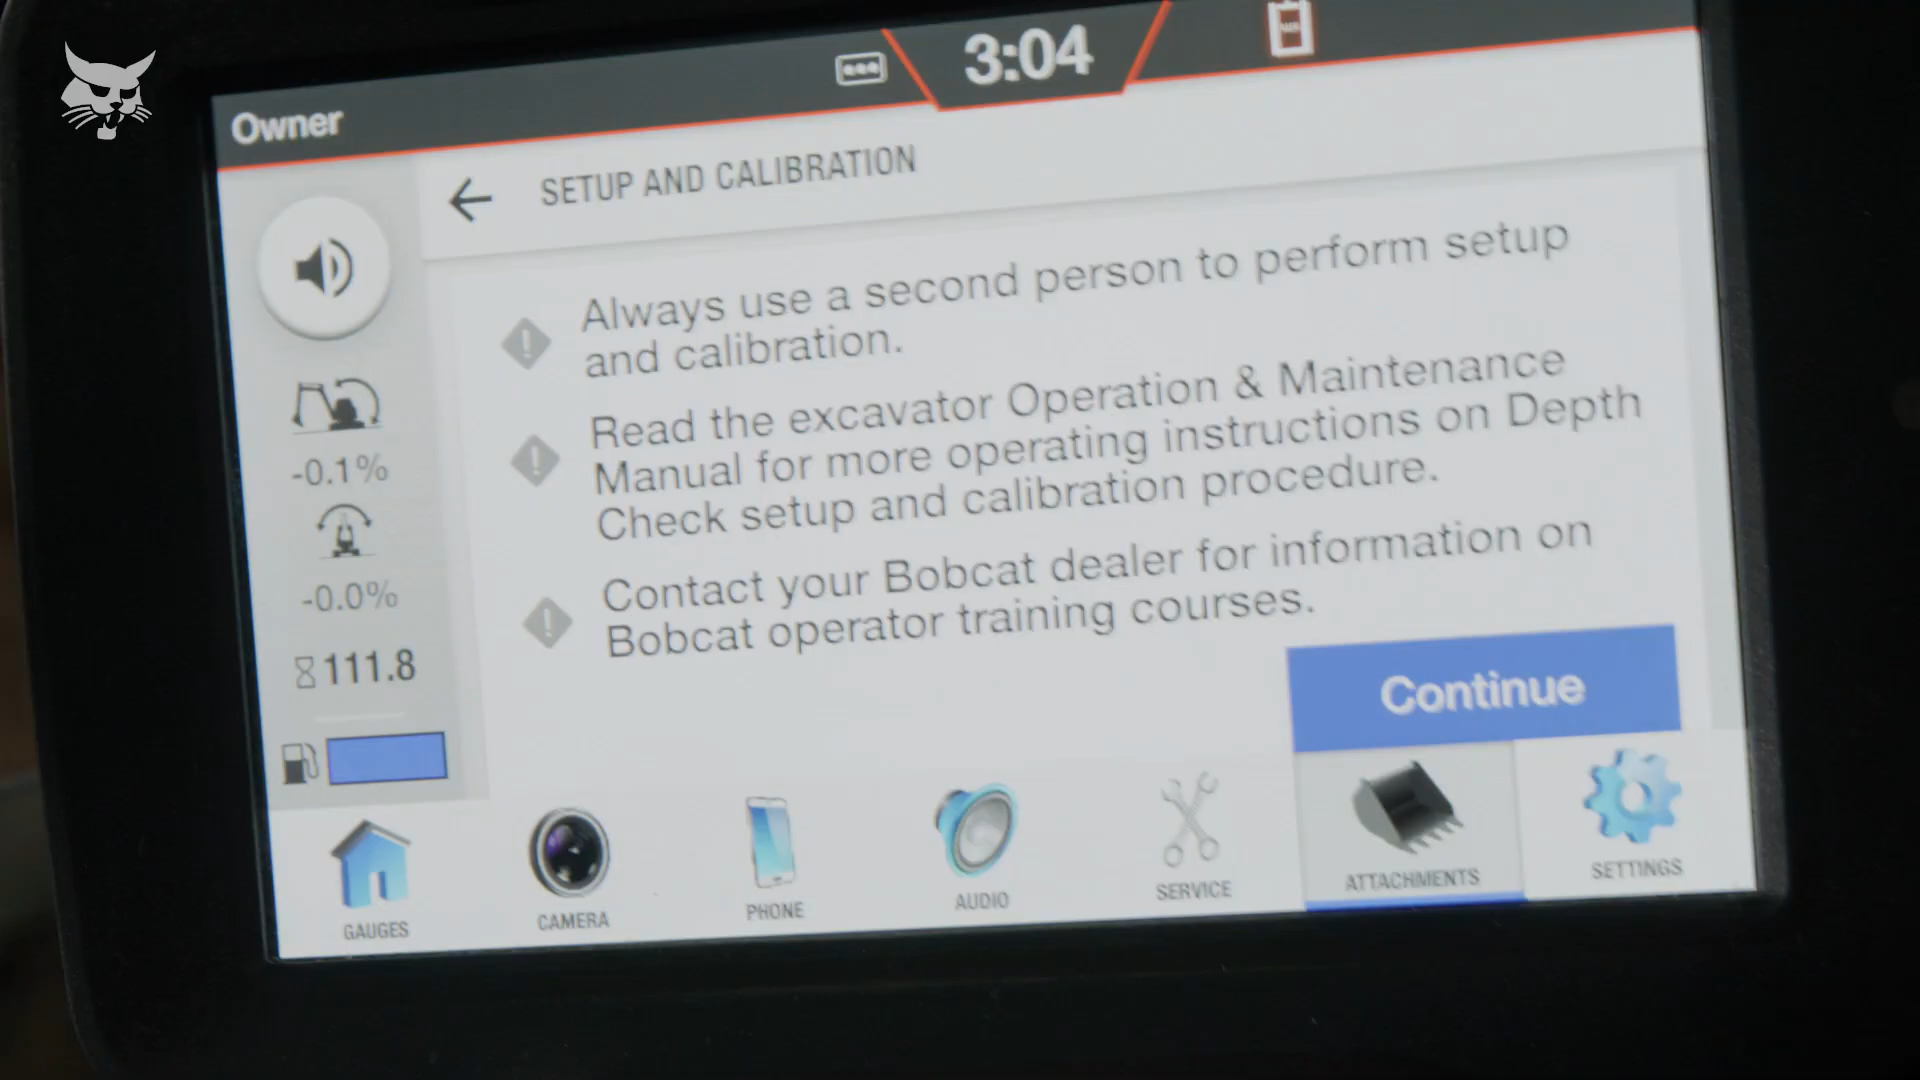 3:04
Owner
SETUP AND CALIBRATION
Always use a second person to perform setup
and calibration.
Read the excavator Operation & Maintenance
Manual for more operating instructions on Depth
Check setup and calibration procedure.
Contact your Bobcat dealer for information on
Bobcat operator training courses.
-0.1%
-0.0%
111.8
Continue
GAUGES
CAMERA
PHONE
AUDIO
SERVICE
ATTACHMENTS
SETTINGS